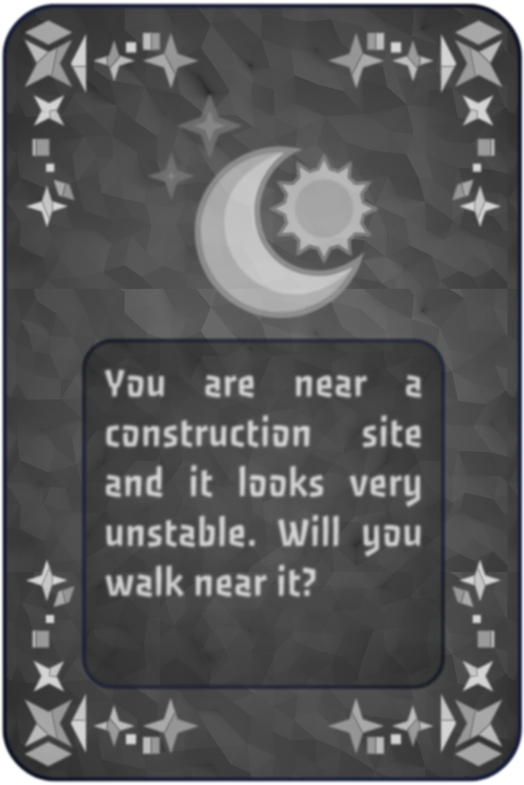 You are near a
construction site
and it looks very
unstable. Will you
walk near it?